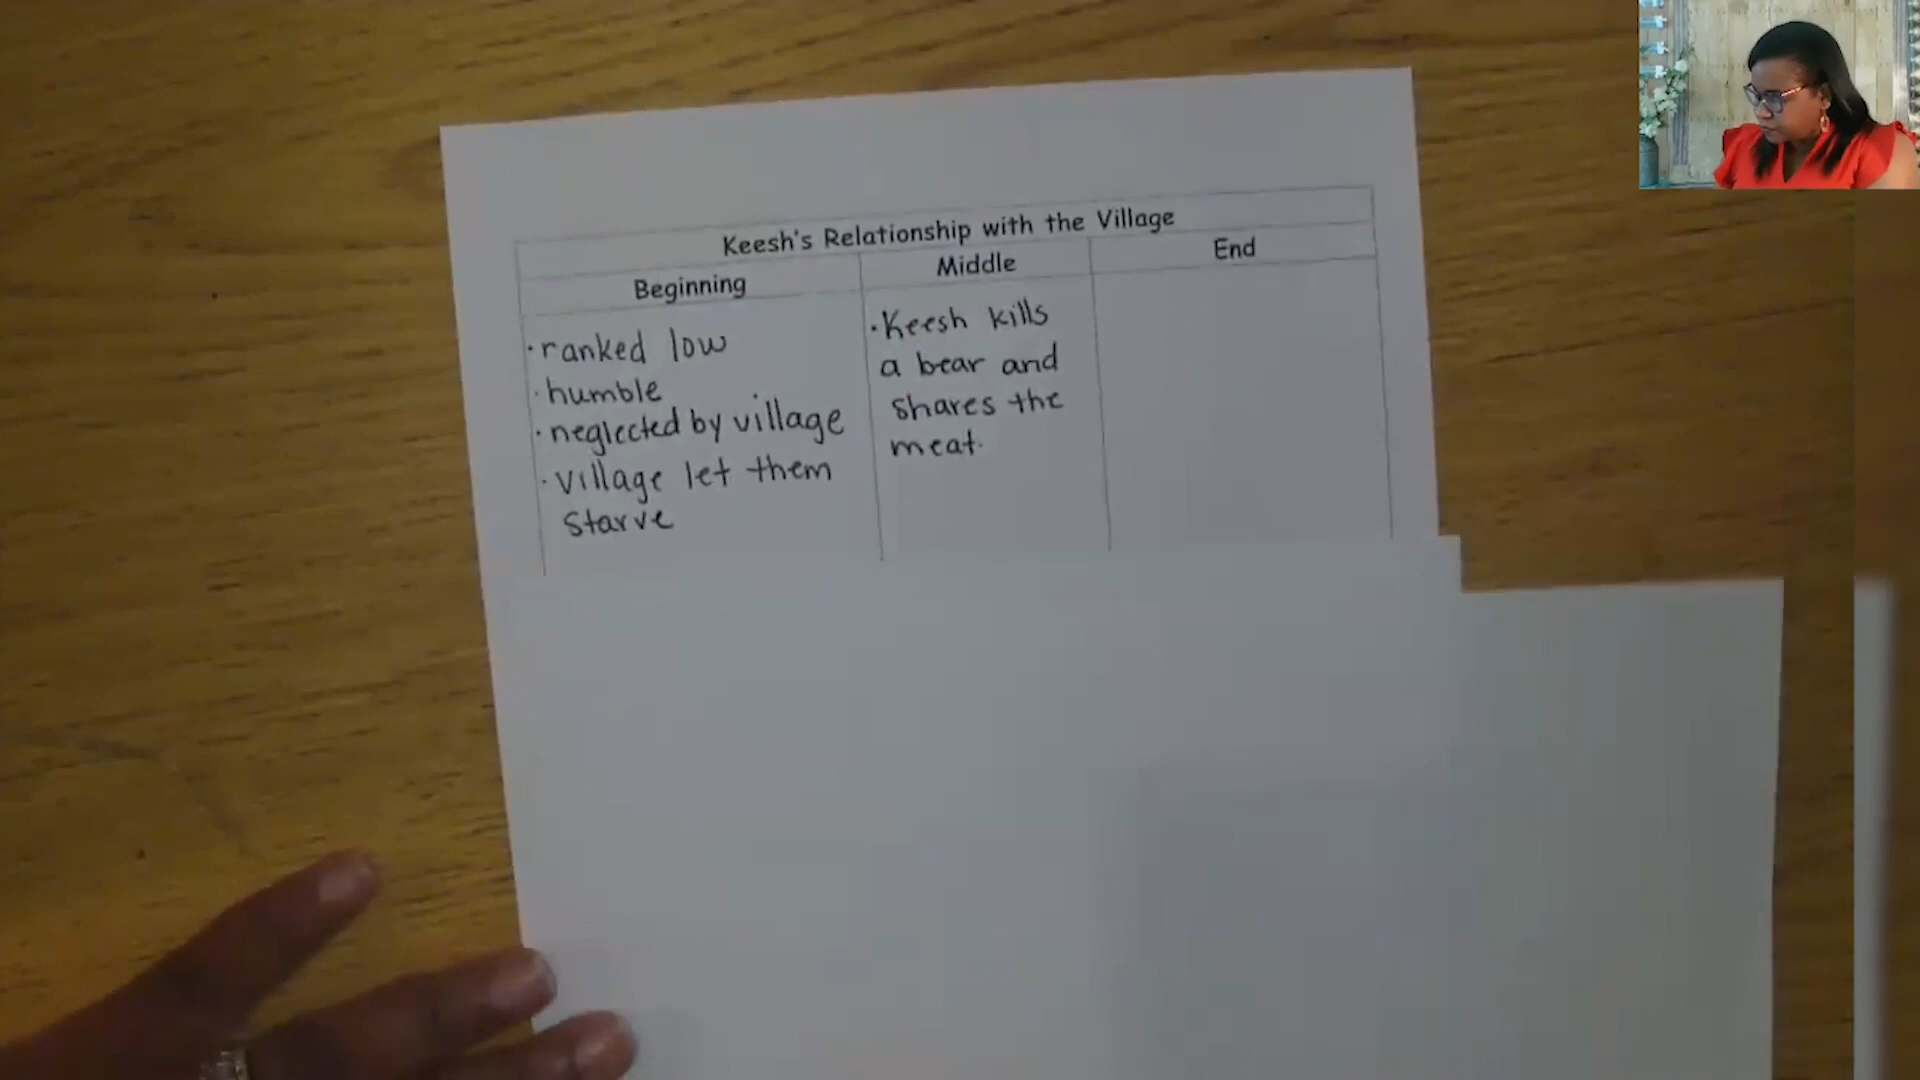 Keesh's Relationship with the Village
Beginning
Middle
End
·ranked low
·humble
·neglected by village
·village let them
starve
·Keesh kills
a bear and
shares the
meat.